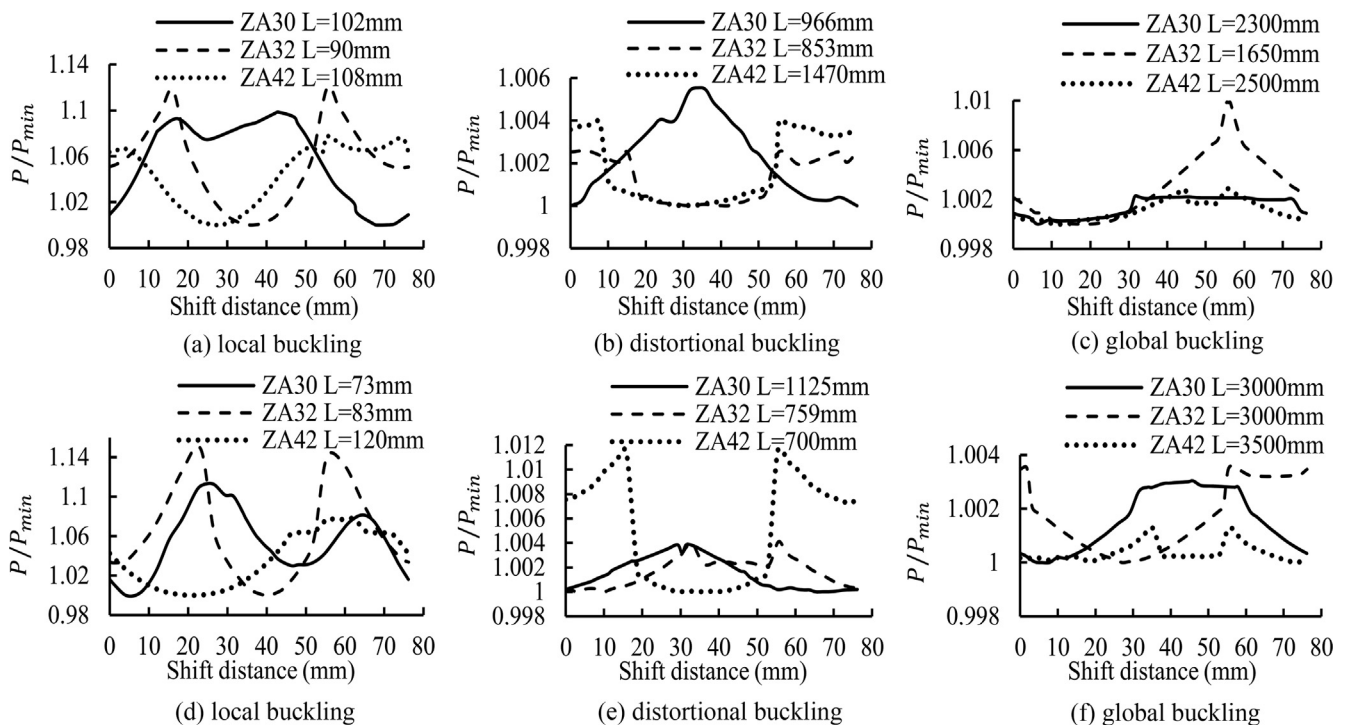 ZA30 L=102mm
ZA32 L=90mm
ZA42 L=108mm
1.14
1.1
1.06
1.02
0.98
P/Pmin
0 10 20 30 40 50 60 70 80
Shift distance (mm)
(a) local buckling
ZA30 L=966mm
ZA32 L=853mm
ZA42 L=1470mm
1.006
1.004
1.002
1
0.998
P/Pmin
0 10 20 30 40 50 60 70 80
Shift distance (mm)
(b) distortional buckling
ZA30 L=2300mm
ZA32 L=1650mm
ZA42 L=2500mm
1.01
1.006
1.002
0.998
P/Pmin
0 10 20 30 40 50 60 70 80
Shift distance (mm)
(c) global buckling
ZA30 L=73mm
ZA32 L=83mm
ZA42 L=120mm
1.14
1.1
1.06
1.02
0.98
P/Pmin
0 10 20 30 40 50 60 70 80
Shift distance (mm)
(d) local buckling
ZA30 L=1125mm
ZA32 L=759mm
ZA42 L=700mm
1.012
1.01
1.008
1.006
1.004
1.002
1
0.998
P/Pmin
0 10 20 30 40 50 60 70 80
Shift distance (mm)
(e) distortional buckling
ZA30 L=3000mm
ZA32 L=3000mm
ZA42 L=3500mm
1.004
1.002
1
0.998
P/Pmin
0 10 20 30 40 50 60 70 80
Shift distance (mm)
(f) global buckling